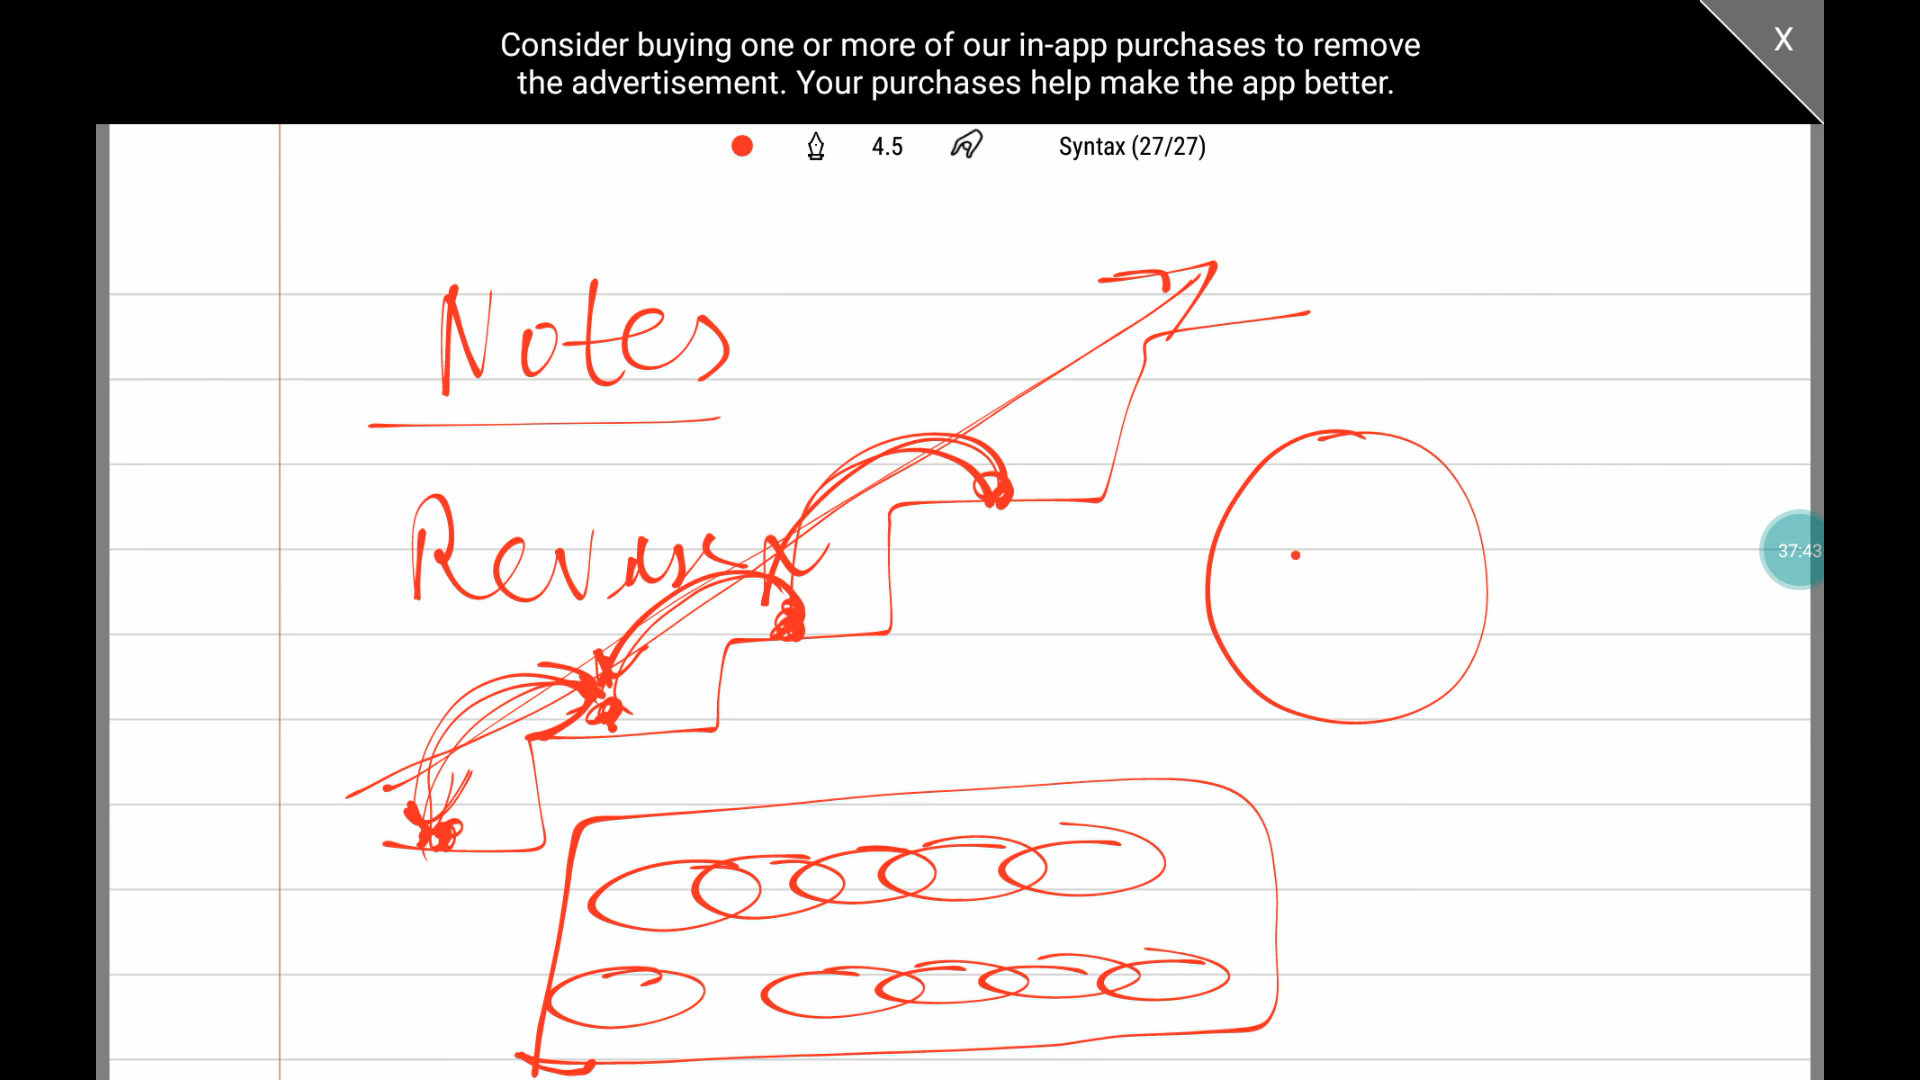 Consider buying one or more of our in-app purchases to remove
the advertisement. Your purchases help make the app better.
X
4.5 Syntax (27/27)
Notes
37:43